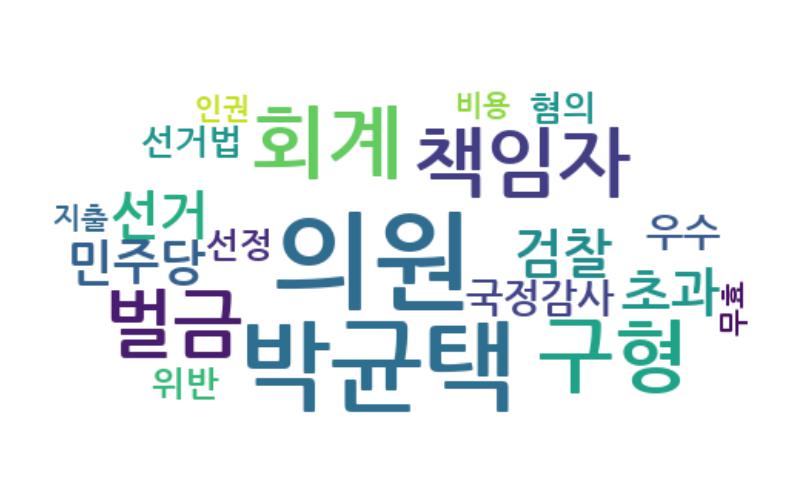 인권
비용
혐의
선거법
회계
책임자
지출
선거
우수
민주당
선정
의원
검찰
국정감사
초과
무효
벌금
박균택
구형
위반